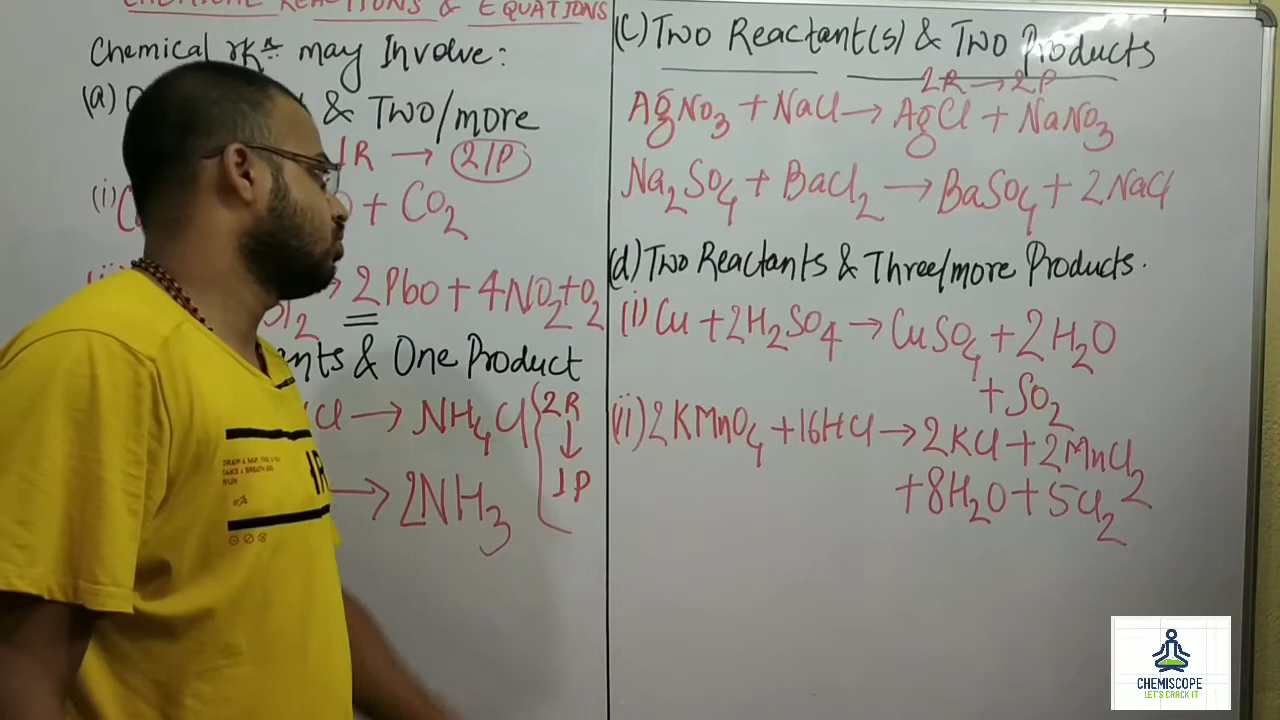 CHEMICAL REACTIONS & EQUATIONS
Chemical rxns may Involve:
(a) & Two/more
1R → 2/P
(i) + CO2
→ 2Pbo + 4NO2 + O2
& One Product
→ NH4Cl (2R
↓
1P
→ 2NH3
(C) Two Reactant(s) & Two Products
2R → 2P
AgNO3 + NaCl → AgCl + NaNO3
Na2SO4 + BaCl2 → BaSO4 + 2NaCl
(d) Two Reactants & Three/more Products.
(i) Cu + 2H2SO4 → CuSO4 + 2H2O
+ SO2
(ii) 2KMnO4 + 16HCl → 2KCl + 2MnCl2
+ 8H2O + 5Cl2
CHEMISCOPE
LET'S CRACK IT